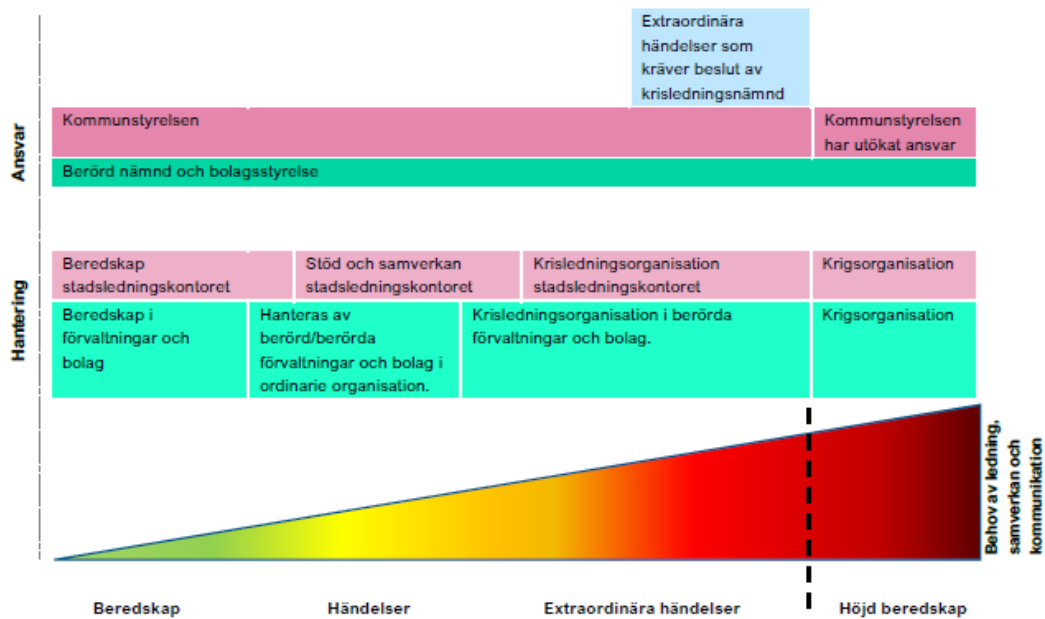 Extraordinära
händelser som
kräver beslut av
krisledningsnämnd
Ansvar
Kommunstyrelsen
Kommunstyrelsen
har utökat ansvar
Berörd nämnd och bolagsstyrelse
Hantering
Beredskap
stadsledningskontoret
Stöd och samverkan
stadsledningskontoret
Krisledningsorganisation
stadsledningskontoret
Krigsorganisation
Beredskap i
förvaltningar och
bolag
Hanteras av
berörd/berörda
förvaltningar och bolag i
ordinarie organisation.
Krisledningsorganisation i berörda
förvaltningar och bolag.
Krigsorganisation
Behov av ledning,
samverkan och
kommunikation
Beredskap
Händelser
Extraordinära händelser
Höjd beredskap